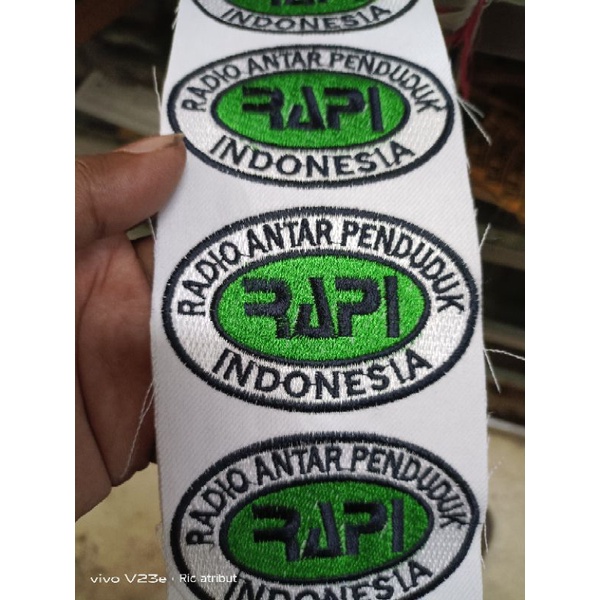 INDONESIA
RADIO ANTAR PENDUDUK
RAPI
INDONESIA
RADIO ANTAR PENDUDUK
RAPI
INDONESIA
RADIO ANTAR PENDUDUK
RAPI
INDONESIA
vivo V23e · Ric atribut